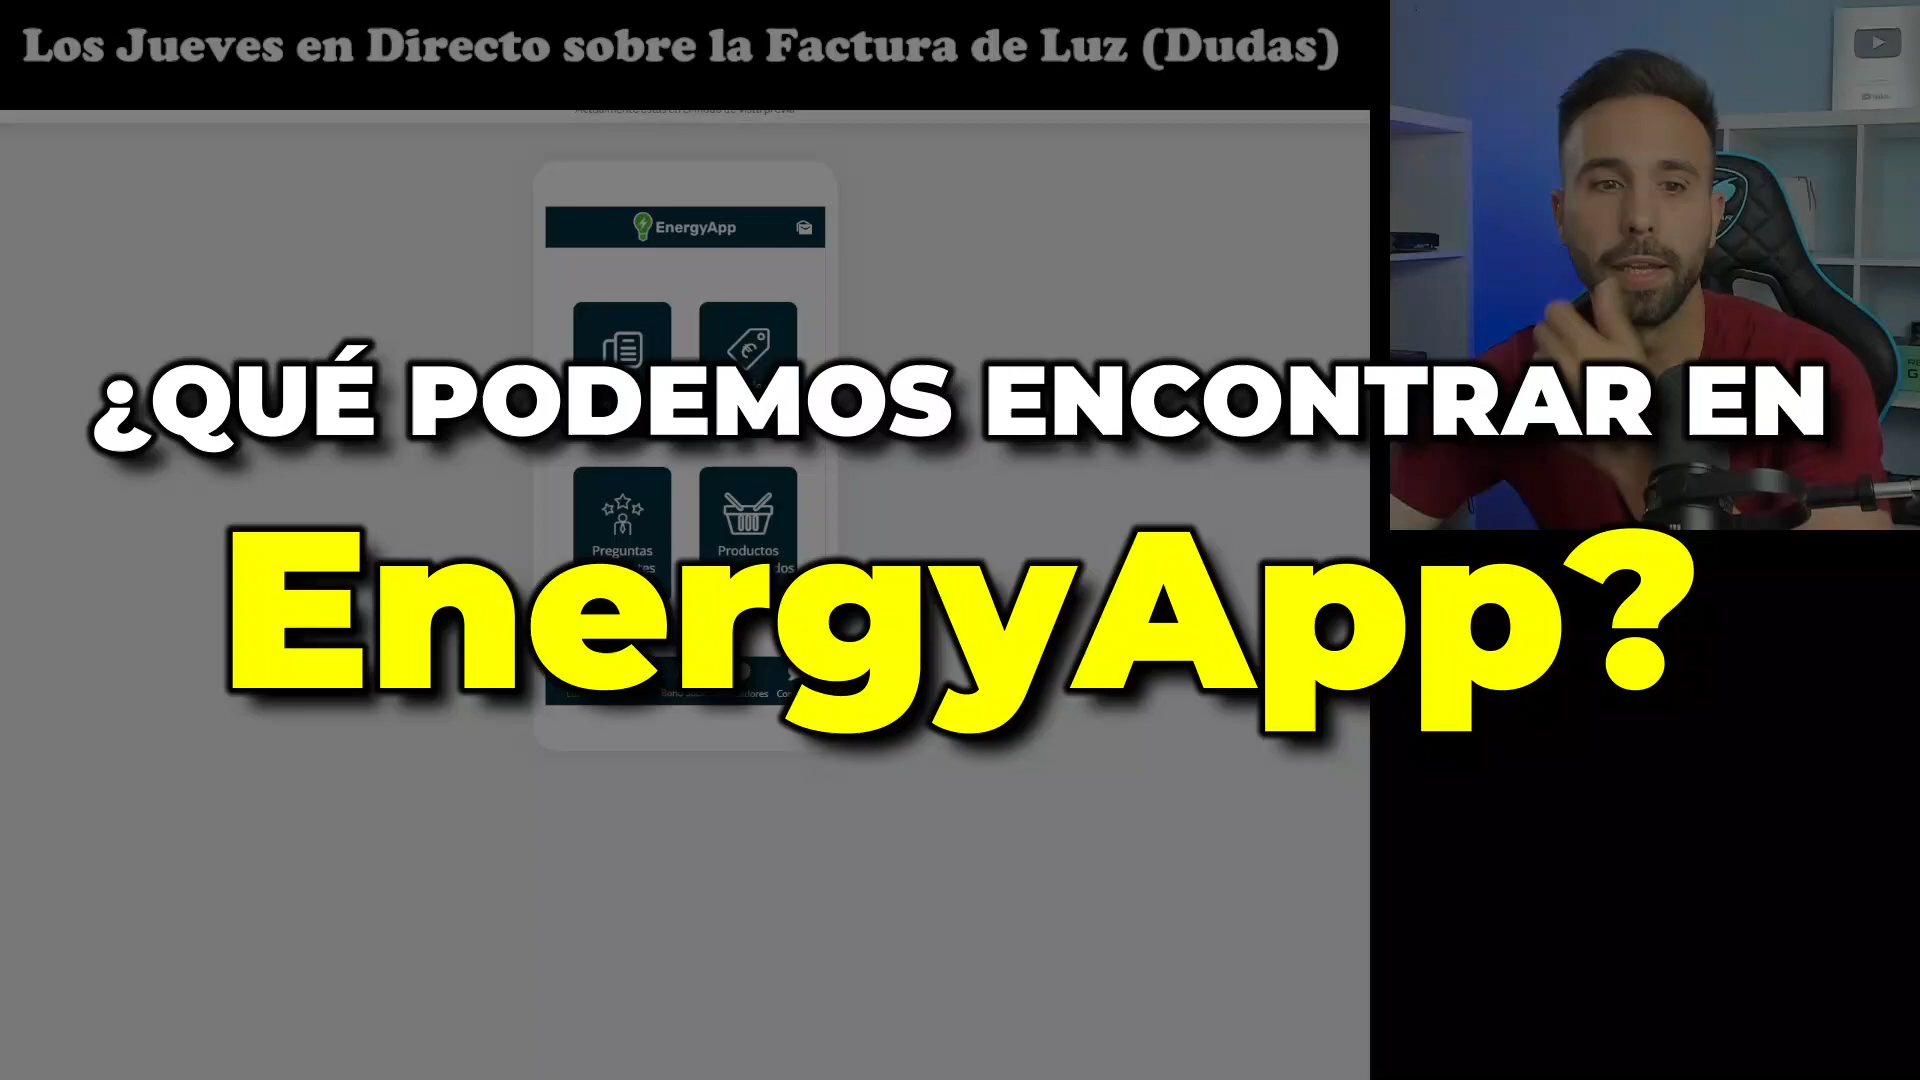 Los Jueves en Directo sobre la Factura de Luz (Dudas)
EnergyApp
¿QUÉ PODEMOS ENCONTRAR EN
Preguntas
Productos
EnergyApp?